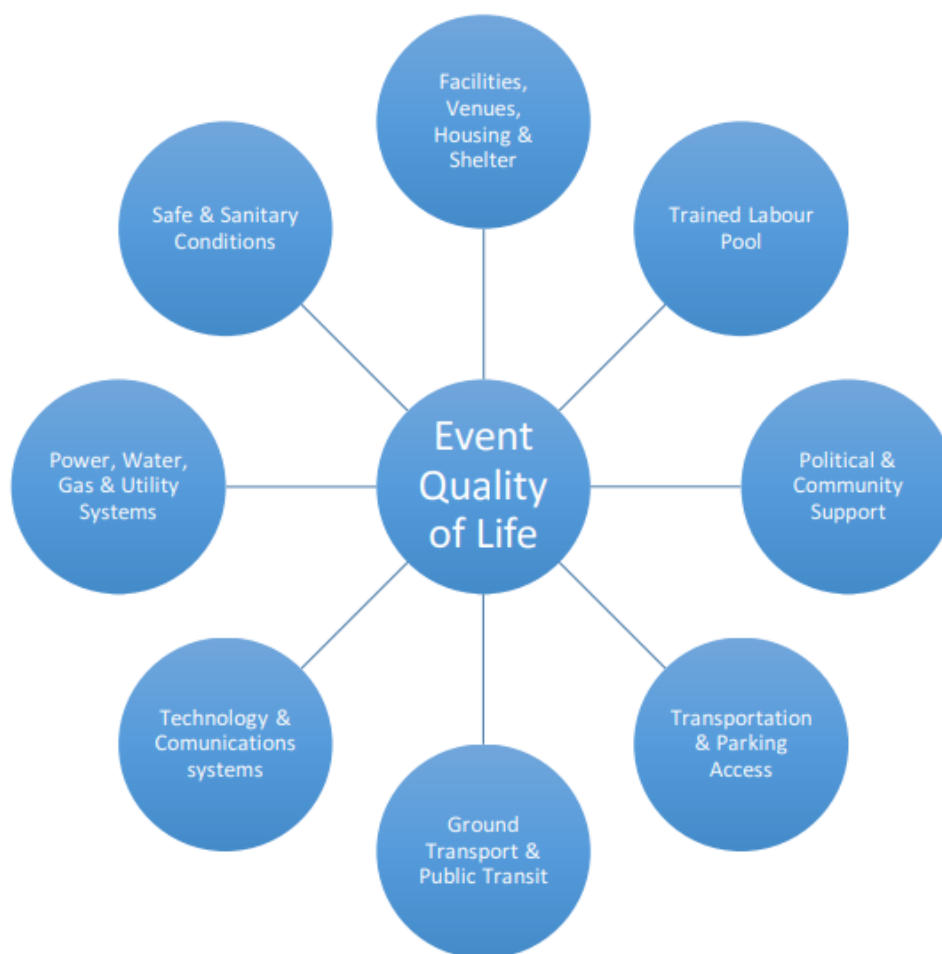 Facilities,
Venues,
Housing &
Shelter
Trained Labour
Pool
Political &
Community
Support
Transportation
& Parking
Access
Ground
Transport &
Public Transit
Technology &
Comunications
systems
Power, Water,
Gas & Utility
Systems
Safe & Sanitary
Conditions
Event
Quality
of Life